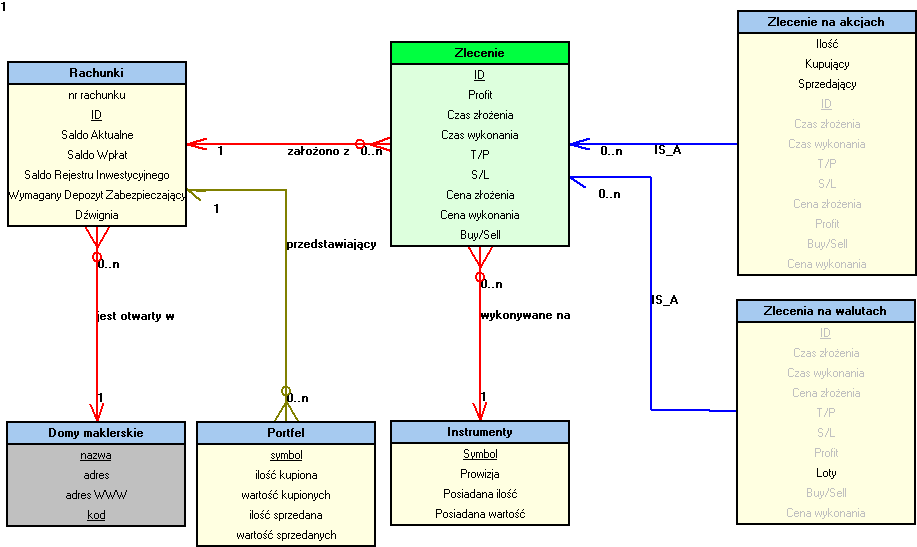 1
Rachunki
nr rachunku
ID
Saldo Aktualne
Saldo Wpłat
Saldo Rejestru Inwestycyjnego
Wymagany Depozyt Zabezpieczający
Dźwignia
Zlecenie
ID
Profit
Czas złożenia
Czas wykonania
T/P
S/L
Cena złożenia
Cena wykonania
Buy/Sell
Zlecenie na akcjach
Ilość
Kupujący
Sprzedający
ID
Czas złożenia
Czas wykonania
T/P
S/L
Cena złożenia
Profit
Buy/Sell
Cena wykonania
1
założono z
0..n
0..n
IS_A
0..n
IS_A
1
przedstawiający
0..n
0..n
jest otwarty w
1
0..n
wykonywane na
1
Zlecenia na walutach
ID
Czas złożenia
Czas wykonania
Cena złożenia
T/P
S/L
Profit
Loty
Buy/Sell
Cena wykonania
Domy maklerskie
nazwa
adres
adres WWW
kod
Portfel
symbol
ilość kupiona
wartość kupionych
ilość sprzedana
wartość sprzedanych
Instrumenty
Symbol
Prowizja
Posiadana ilość
Posiadana wartość